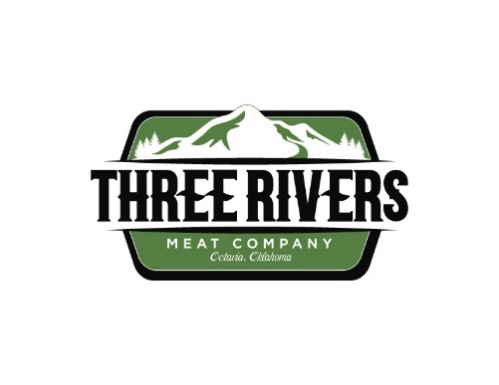 THREE RIVERS
MEAT COMPANY
Octavia, Oklahoma